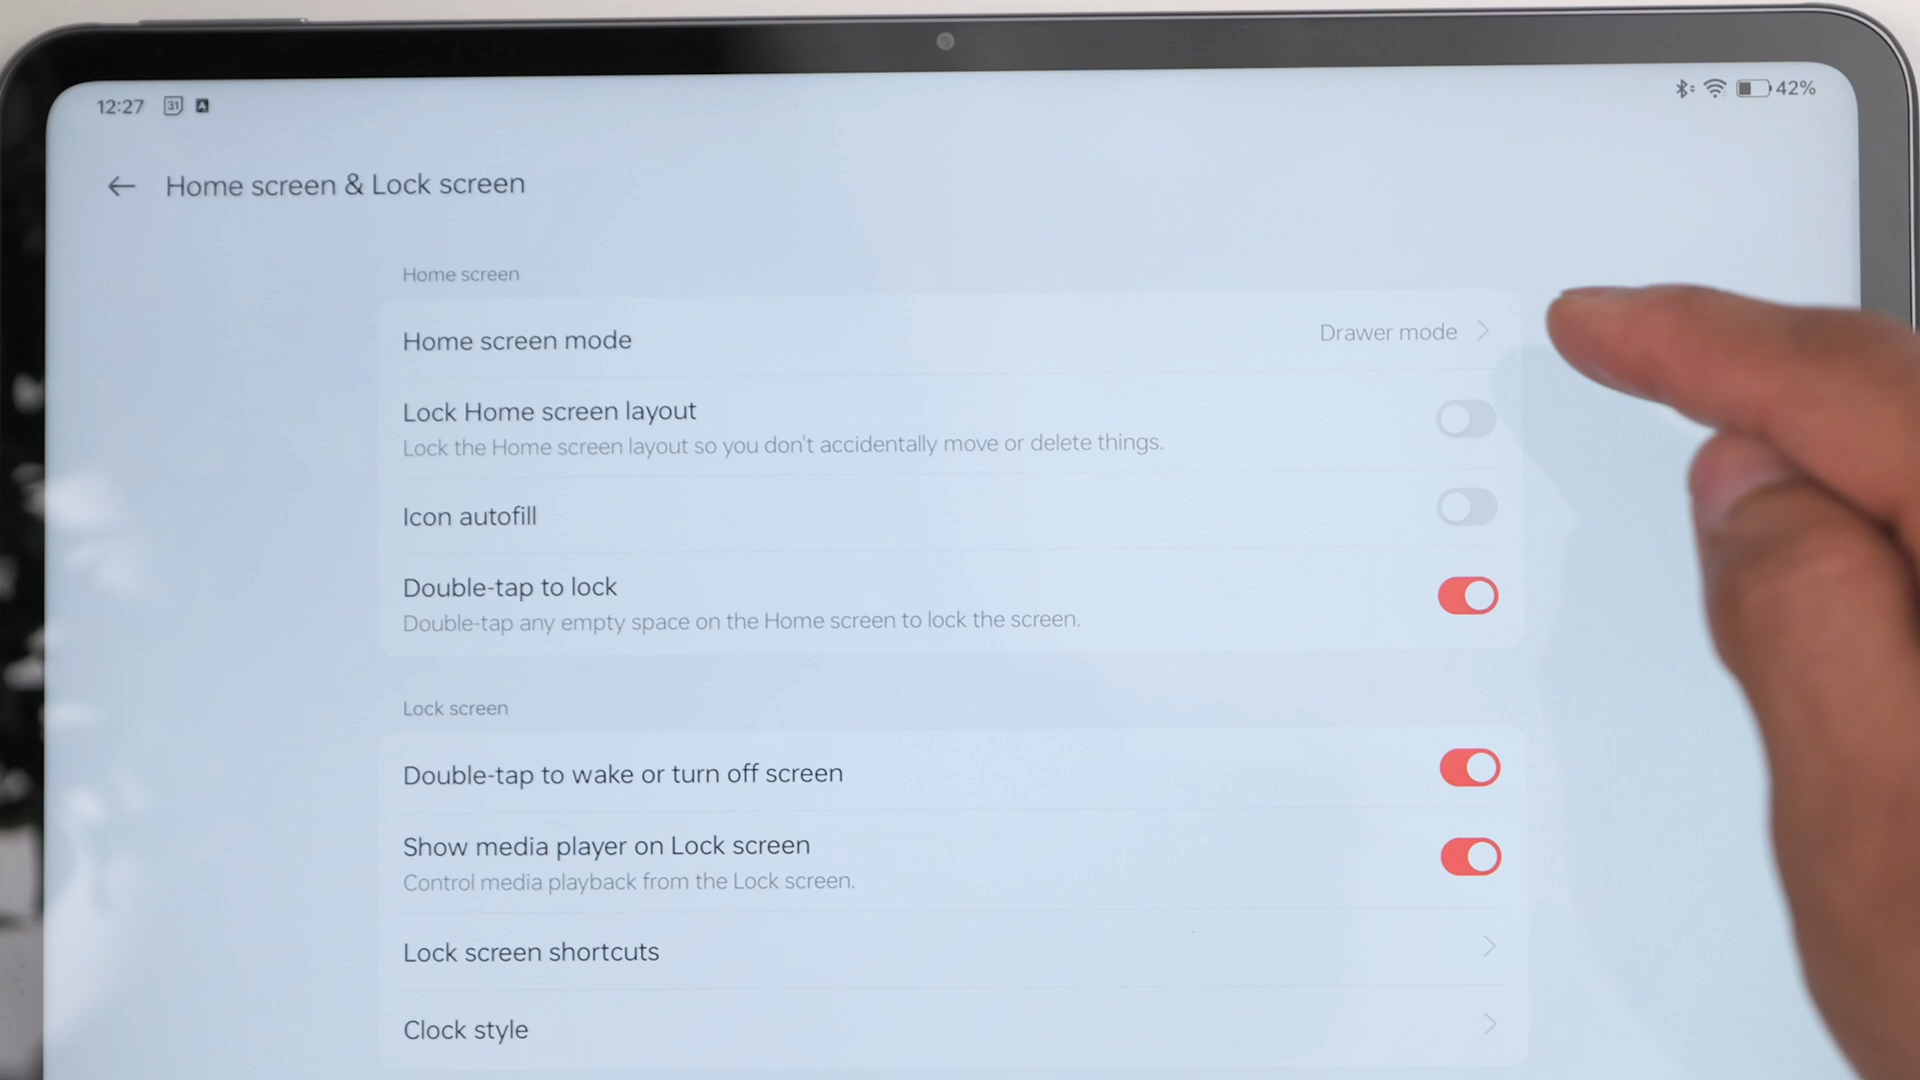 12:27 31 A
42%
Home screen & Lock screen
Home screen
Home screen mode
Drawer mode
Lock Home screen layout
Lock the Home screen layout so you don't accidentally move or delete things.
Icon autofill
Double-tap to lock
Double-tap any empty space on the Home screen to lock the screen.
Lock screen
Double-tap to wake or turn off screen
Show media player on Lock screen
Control media playback from the Lock screen.
Lock screen shortcuts
Clock style